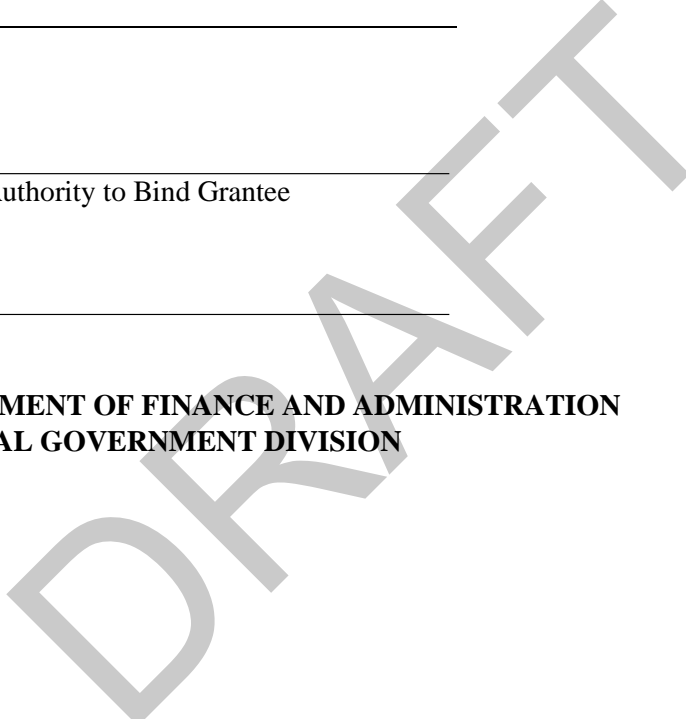 uthority to Bind Grantee
MENT OF FINANCE AND ADMINISTRATION
AL GOVERNMENT DIVISION
DRAFT